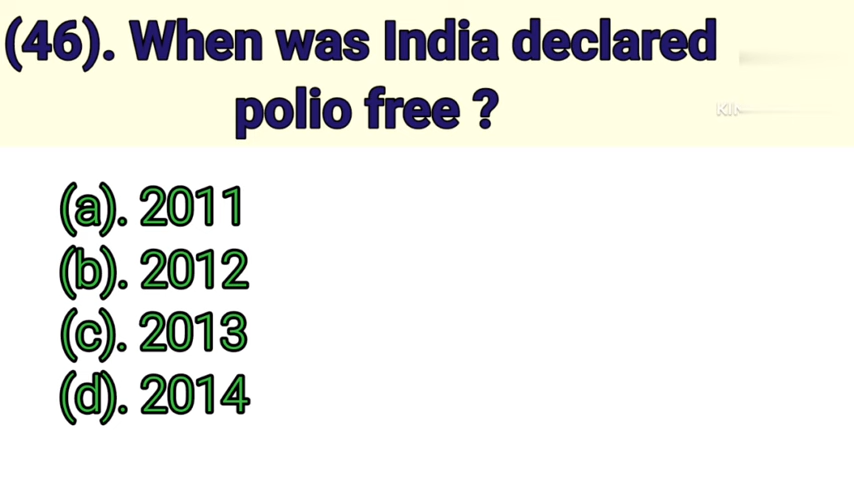 (46). When was India declared
polio free ?
(a). 2011
(b). 2012
(c). 2013
(d). 2014